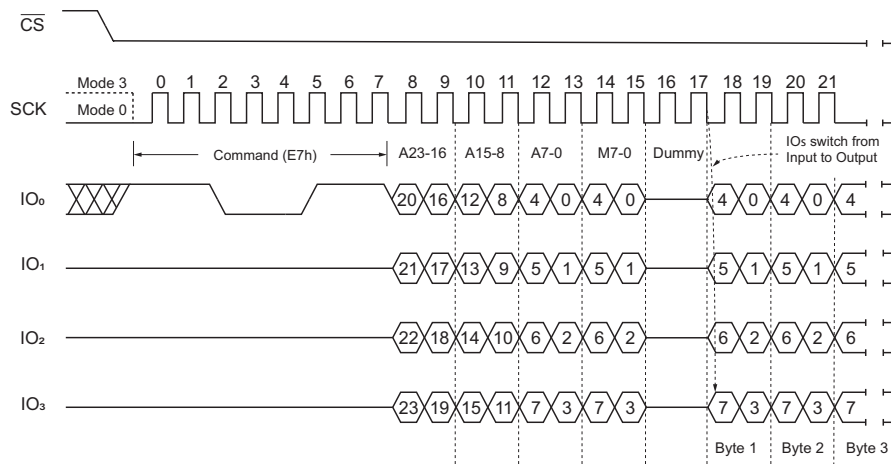 CS
Mode 3
0 1 2 3 4 5 6 7 8 9 10 11 12 13 14 15 16 17 18 19 20 21
SCK
Mode 0
Command (E7h)
A23-16 A15-8 A7-0 M7-0 Dummy
IOs switch from
Input to Output
IO₀
20 16 12 8 4 0 4 0 4 0 4 0 4
IO₁
21 17 13 9 5 1 5 1 5 1 5 1 5
IO₂
22 18 14 10 6 2 6 2 6 2 6 2 6
IO₃
23 19 15 11 7 3 7 3 7 3 7 3 7
Byte 1 Byte 2 Byte 3